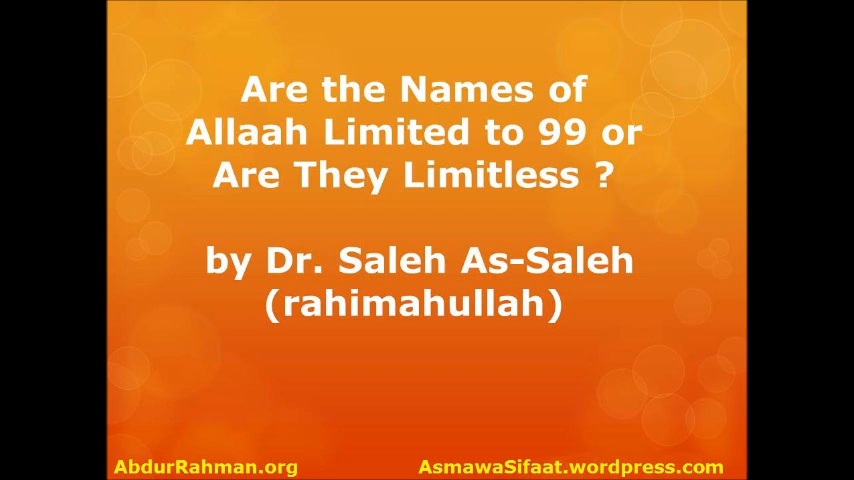 Are the Names of
Allaah Limited to 99 or
Are They Limitless ?
by Dr. Saleh As-Saleh
(rahimahullah)
AbdurRahman.org
AsmawaSifaat.wordpress.com